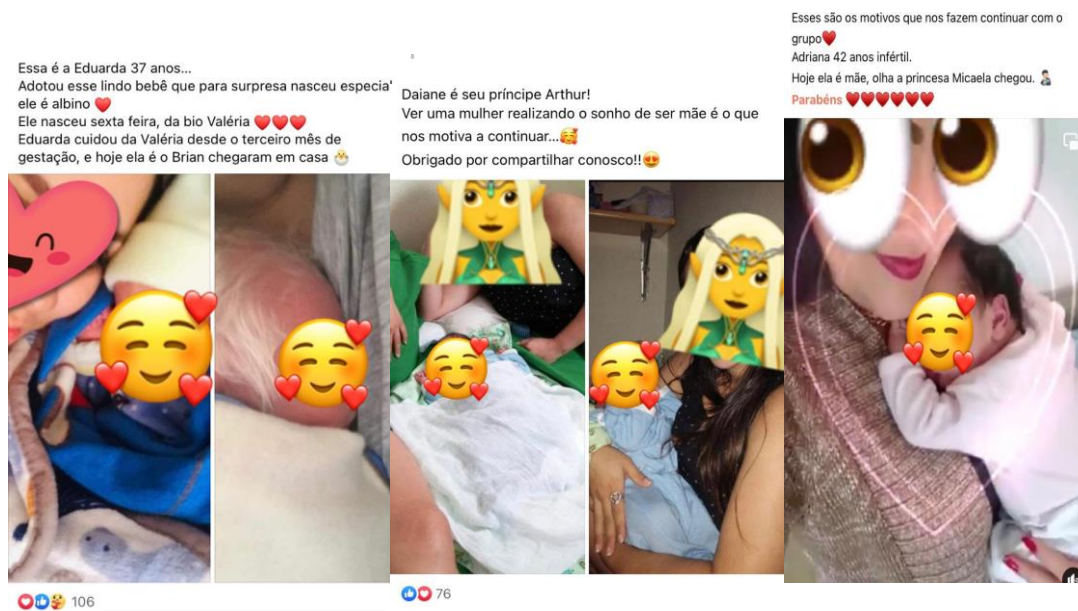 Essa é a Eduarda 37 anos...
Adotou esse lindo bebê que para surpresa nasceu especia'
ele é albino ❤️
Ele nasceu sexta feira, da bio Valéria ❤️❤️❤️
Eduarda cuidou da Valéria desde o terceiro mês de
gestação, e hoje ela é o Brian chegaram em casa 🐣
106
Daiane é seu príncipe Arthur!
Ver uma mulher realizando o sonho de ser mãe é o que
nos motiva a continuar...🥰
Obrigado por compartilhar conosco!!😍
76
Esses são os motivos que nos fazem continuar com o
grupo♥️
Adriana 42 anos infértil.
Hoje ela é mãe, olha a princesa Micaela chegou. 👩🏻‍🍼
Parabéns ♥️♥️♥️♥️♥️♥️